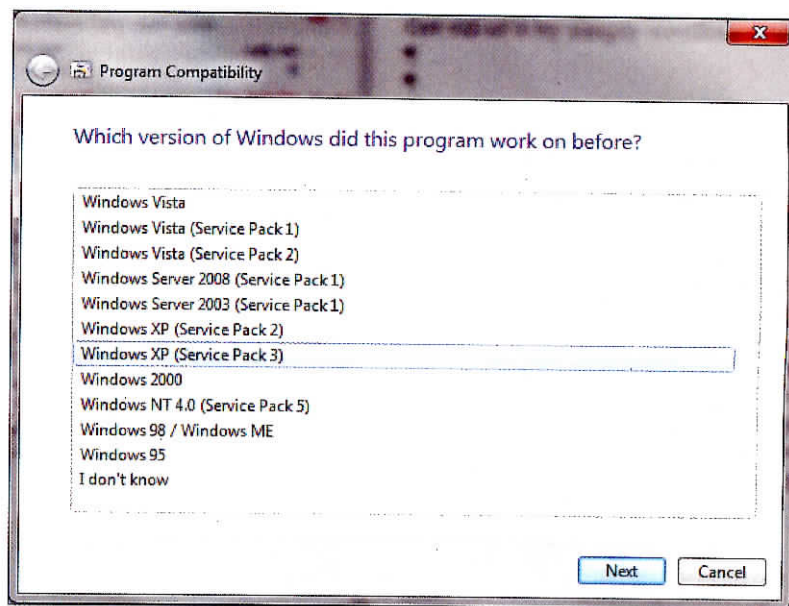 Program Compatibility
Which version of Windows did this program work on before?
Windows Vista
Windows Vista (Service Pack 1)
Windows Vista (Service Pack 2)
Windows Server 2008 (Service Pack 1)
Windows Server 2003 (Service Pack 1)
Windows XP (Service Pack 2)
Windows XP (Service Pack 3)
Windows 2000
Windows NT 4.0 (Service Pack 5)
Windows 98 / Windows ME
Windows 95
I don't know
Next Cancel